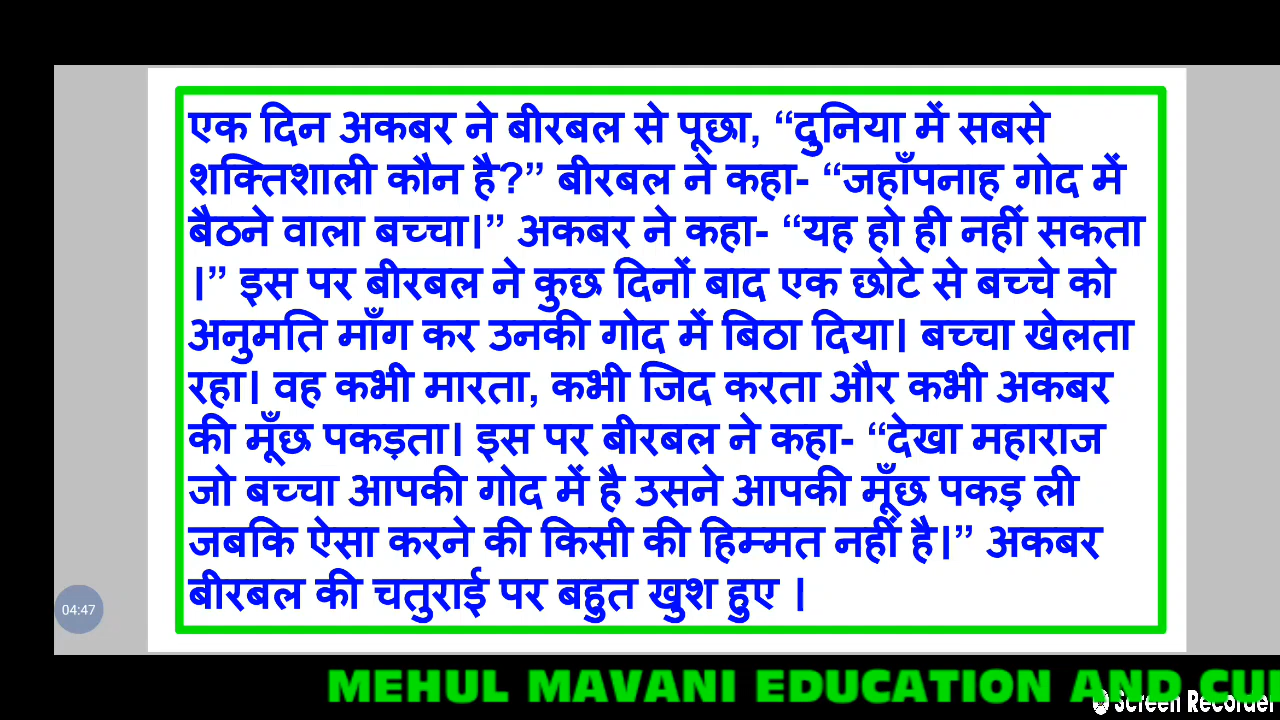 एक दिन अकबर ने बीरबल से पूछा, “दुनिया में सबसे
शक्तिशाली कौन है?” बीरबल ने कहा- “जहाँपनाह गोद में
बैठने वाला बच्चा।” अकबर ने कहा- “यह हो ही नहीं सकता
।” इस पर बीरबल ने कुछ दिनों बाद एक छोटे से बच्चे को
अनुमति माँग कर उनकी गोद में बिठा दिया। बच्चा खेलता
रहा। वह कभी मारता, कभी जिद करता और कभी अकबर
की मूँछ पकड़ता। इस पर बीरबल ने कहा- “देखा महाराज
जो बच्चा आपकी गोद में है उसने आपकी मूँछ पकड़ ली
जबकि ऐसा करने की किसी की हिम्मत नहीं है।” अकबर
बीरबल की चतुराई पर बहुत खुश हुए ।
04:47
MEHUL MAVANI EDUCATION AND
Screen Recorder